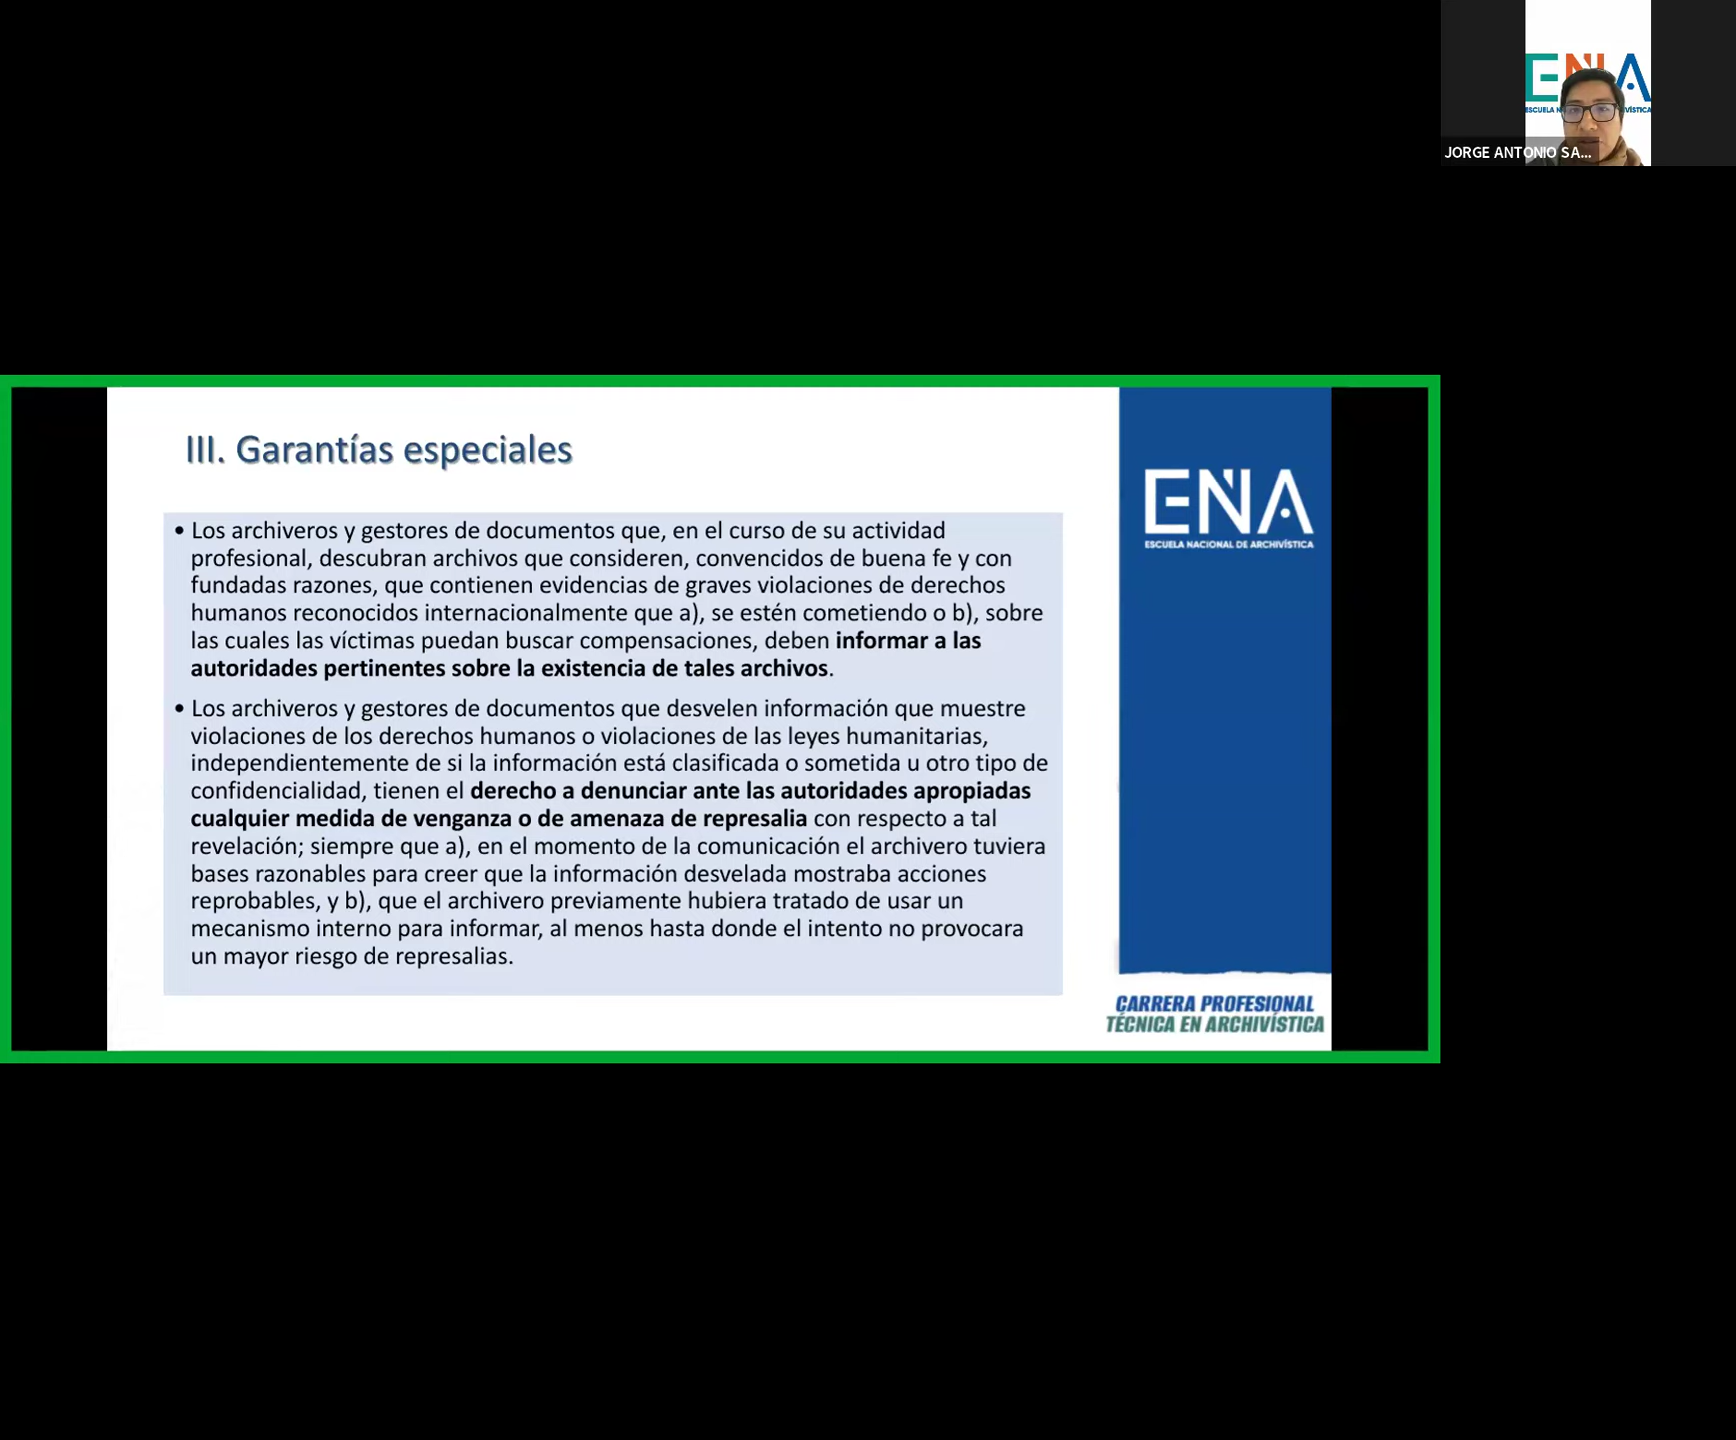 ENA
ESCUELA N
VÍSTICA
JORGE ANTONIO SA...
III. Garantías especiales
• Los archiveros y gestores de documentos que, en el curso de su actividad
profesional, descubran archivos que consideren, convencidos de buena fe y con
fundadas razones, que contienen evidencias de graves violaciones de derechos
humanos reconocidos internacionalmente que a), se estén cometiendo o b), sobre
las cuales las víctimas puedan buscar compensaciones, deben informar a las
autoridades pertinentes sobre la existencia de tales archivos.
• Los archiveros y gestores de documentos que desvelen información que muestre
violaciones de los derechos humanos o violaciones de las leyes humanitarias,
independientemente de si la información está clasificada o sometida u otro tipo de
confidencialidad, tienen el derecho a denunciar ante las autoridades apropiadas
cualquier medida de venganza o de amenaza de represalia con respecto a tal
revelación; siempre que a), en el momento de la comunicación el archivero tuviera
bases razonables para creer que la información desvelada mostraba acciones
reprobables, y b), que el archivero previamente hubiera tratado de usar un
mecanismo interno para informar, al menos hasta donde el intento no provocara
un mayor riesgo de represalias.
ENA
ESCUELA NACIONAL DE ARCHIVÍSTICA
CARRERA PROFESIONAL
TÉCNICA EN ARCHIVÍSTICA